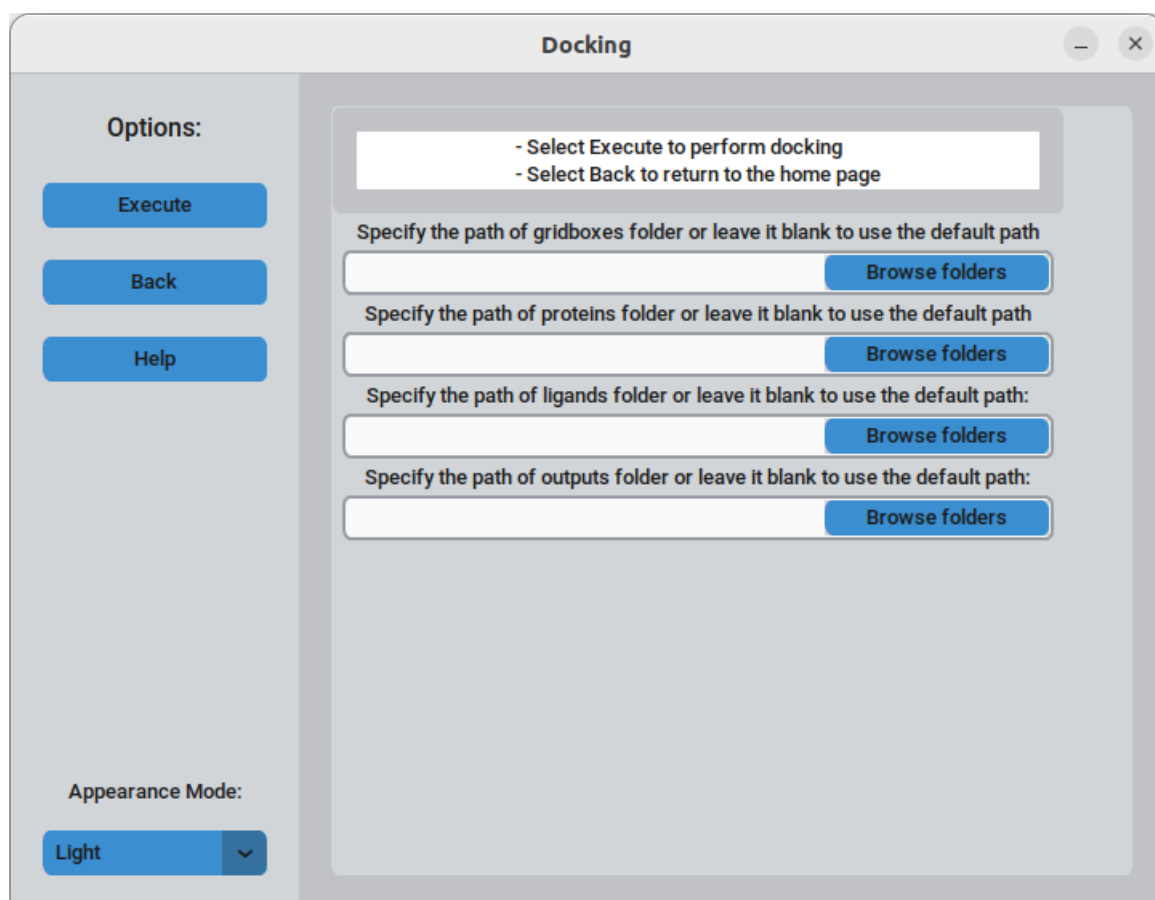 Docking
Options:
Execute
Back
Help
Appearance Mode:
Light
- Select Execute to perform docking
- Select Back to return to the home page
Specify the path of gridboxes folder or leave it blank to use the default path
Browse folders
Specify the path of proteins folder or leave it blank to use the default path
Browse folders
Specify the path of ligands folder or leave it blank to use the default path:
Browse folders
Specify the path of outputs folder or leave it blank to use the default path:
Browse folders